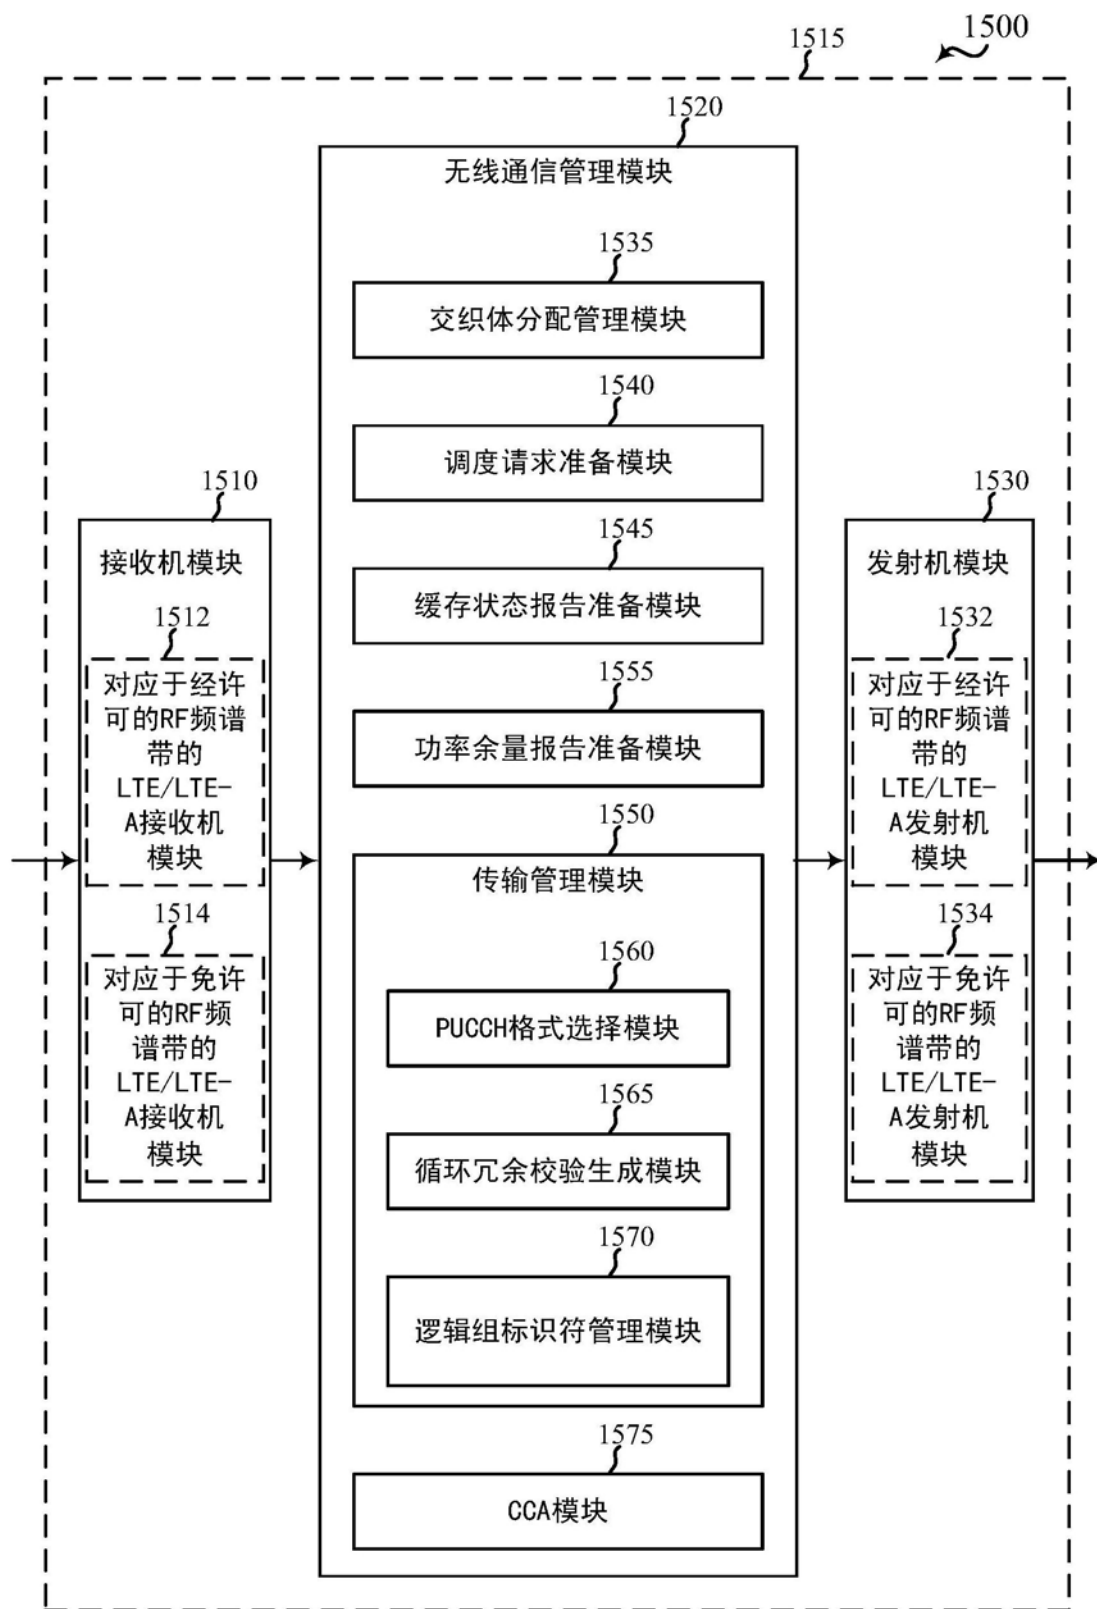 1500
1515
1520
无线通信管理模块
1535
交织体分配管理模块
1540
调度请求准备模块
1545
缓存状态报告准备模块
1555
功率余量报告准备模块
1550
传输管理模块
1560
PUCCH格式选择模块
1565
循环冗余校验生成模块
1570
逻辑组标识符管理模块
1575
CCA模块
1510
接收机模块
1512
对应于经许
可的RF频谱
带的
LTE/LTE-
A接收机
模块
1514
对应于免许
可的RF频
谱带的
LTE/LTE-
A接收机
模块
1530
发射机模块
1532
对应于经许
可的RF频谱
带的
LTE/LTE-
A发射机
模块
1534
对应于免许
可的RF频
谱带的
LTE/LTE-
A发射机
模块